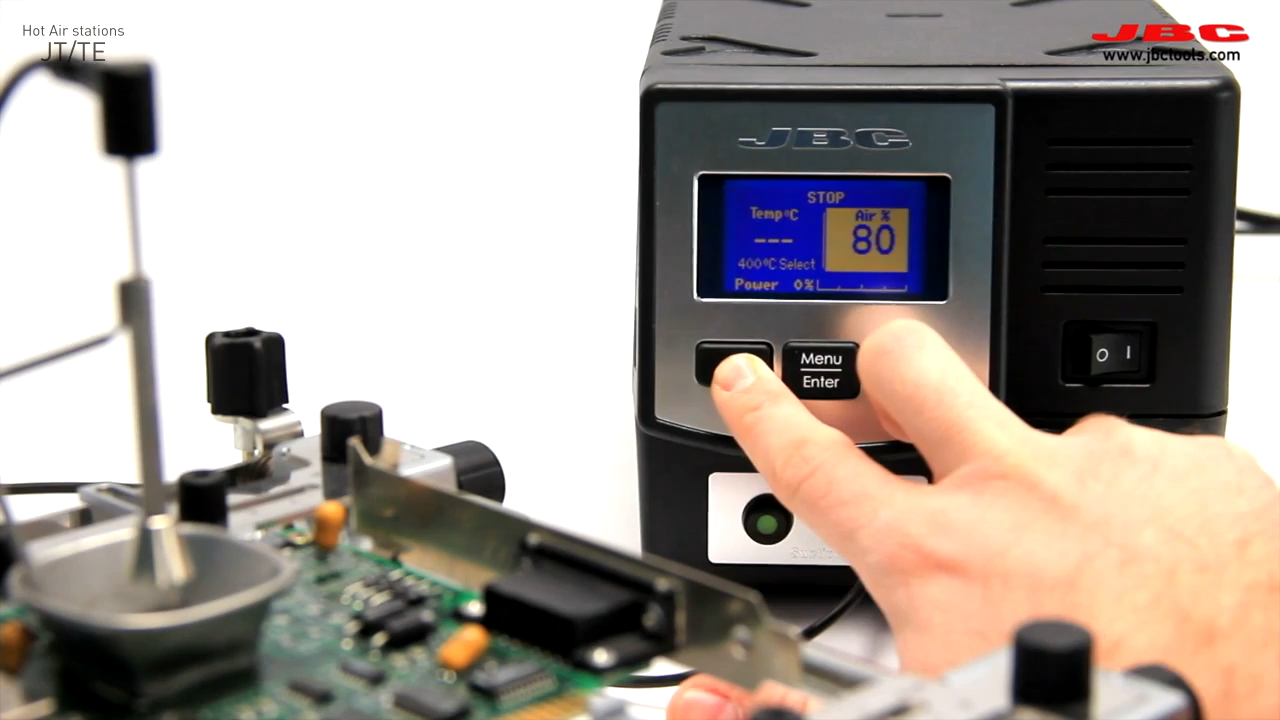 Hot Air stations
JT/TE
JBC
www.jbctools.com
JBC
STOP
Temp°C
Air %
---
80
400°C Select
Power 0%
Menu
Enter
O I